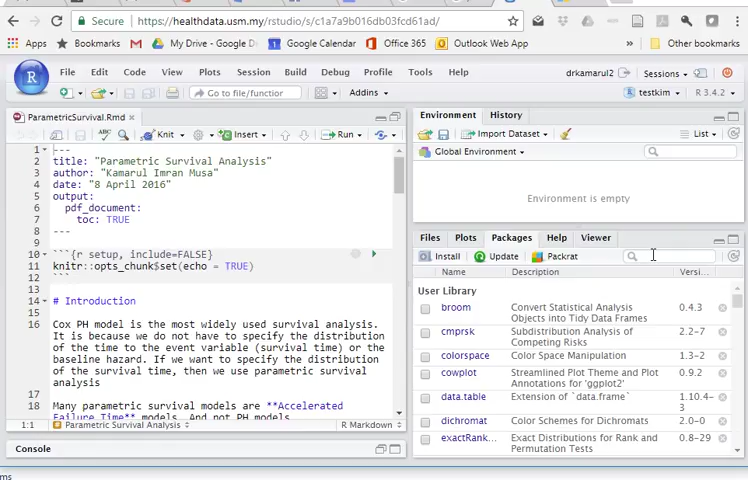 Secure https://healthdata.usm.my/rstudio/s/c1a7a9b016db03fcd61ad/
Apps Bookmarks My Drive - Google D Google Calendar Office 365 Outlook Web App » Other bookmarks
R File Edit Code View Plots Session Build Debug Profile Tools Help drkamarul2 Sessions
Go to file/function Addins testkim R 3.4.2
ParametricSurvival.Rmd
Knit Insert Run
1 ---
2 title: "Parametric Survival Analysis"
3 author: "Kamarul Imran Musa"
4 date: "8 April 2016"
5 output:
6 pdf_document:
7 toc: TRUE
8 ---
9
10 ```{r setup, include=FALSE}
11 knitr::opts_chunk$set(echo = TRUE)
12 ```
13
14 # Introduction
15
16 Cox PH model is the most widely used survival analysis.
It is because we do not have to specify the distribution
of the time to the event variable (survival time) or the
baseline hazard. If we want to specify the distribution
of the survival time, then we use parametric survival
analysis
17
18 Many parametric survival models are **Accelerated
Failure Time** models. And not PH models.
1:1 # Parametric Survival Analysis R Markdown
Console
Environment History
Import Dataset List
Global Environment
Environment is empty
Files Plots Packages Help Viewer
Install Update Packrat
Name Description Versi...
User Library
broom Convert Statistical Analysis Objects into Tidy Data Frames 0.4.3
cmprsk Subdistribution Analysis of Competing Risks 2.2-7
colorspace Color Space Manipulation 1.3-2
cowplot Streamlined Plot Theme and Plot Annotations for 'ggplot2' 0.9.2
data.table Extension of `data.frame` 1.10.4-3
dichromat Color Schemes for Dichromats 2.0-0
exactRank... Exact Distributions for Rank and Permutation Tests 0.8-29
ms